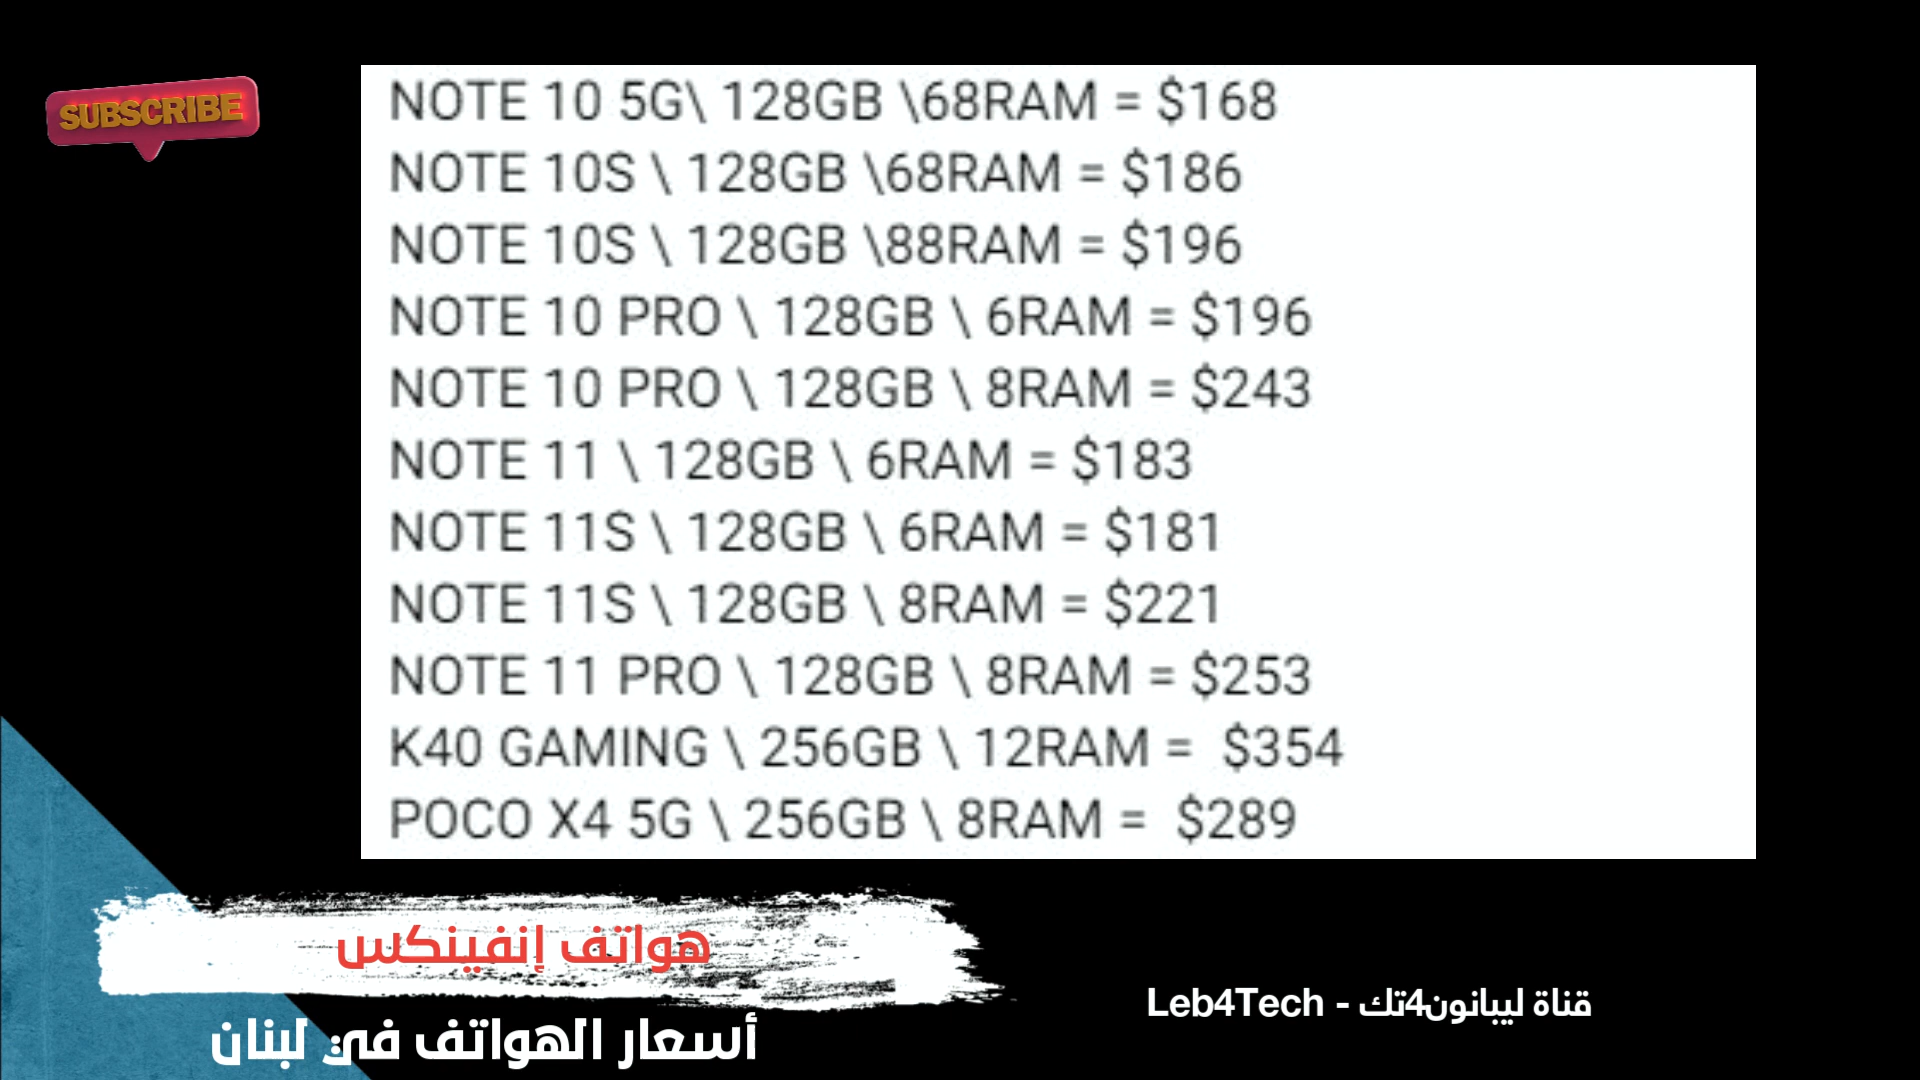 SUBSCRIBE
NOTE 10 5G\ 128GB \68RAM = $168
NOTE 10S \ 128GB \68RAM = $186
NOTE 10S \ 128GB \88RAM = $196
NOTE 10 PRO \ 128GB \ 6RAM = $196
NOTE 10 PRO \ 128GB \ 8RAM = $243
NOTE 11 \ 128GB \ 6RAM = $183
NOTE 11S \ 128GB \ 6RAM = $181
NOTE 11S \ 128GB \ 8RAM = $221
NOTE 11 PRO \ 128GB \ 8RAM = $253
K40 GAMING \ 256GB \ 12RAM =  $354
POCO X4 5G \ 256GB \ 8RAM =  $289
هواتف إنفينكس
قناة ليبانون4تك - Leb4Tech
أسعار الهواتف في لبنان